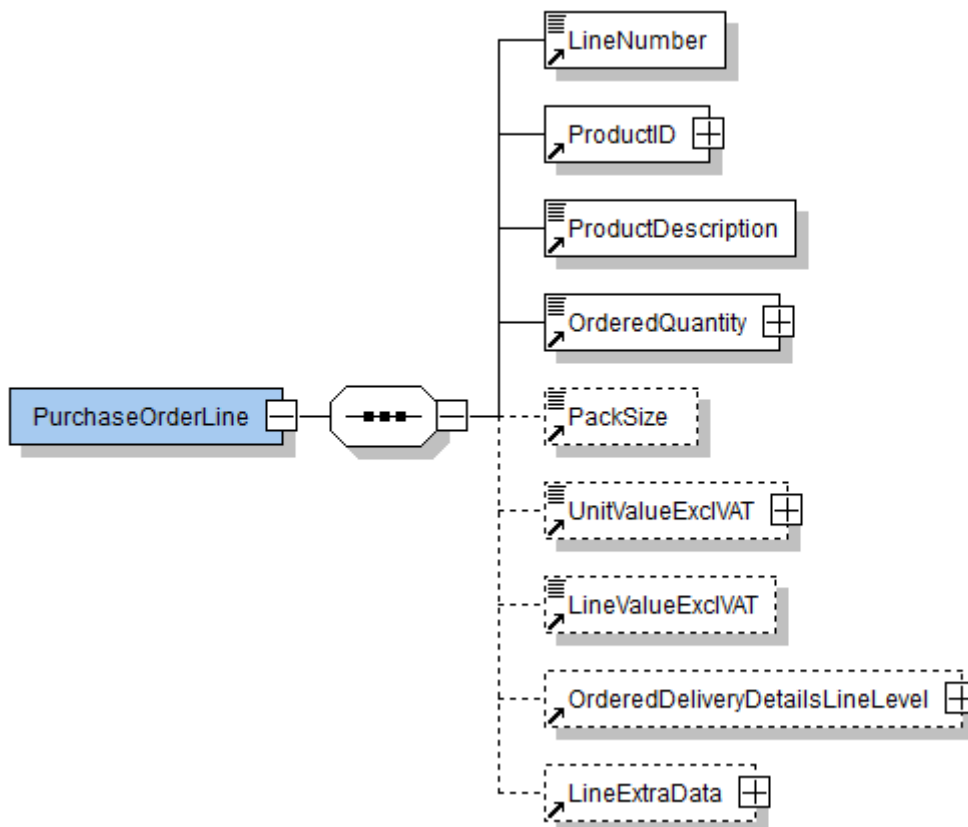 LineNumber
ProductID
ProductDescription
OrderedQuantity
PurchaseOrderLine
PackSize
UnitValueExclVAT
LineValueExclVAT
OrderedDeliveryDetailsLineLevel
LineExtraData